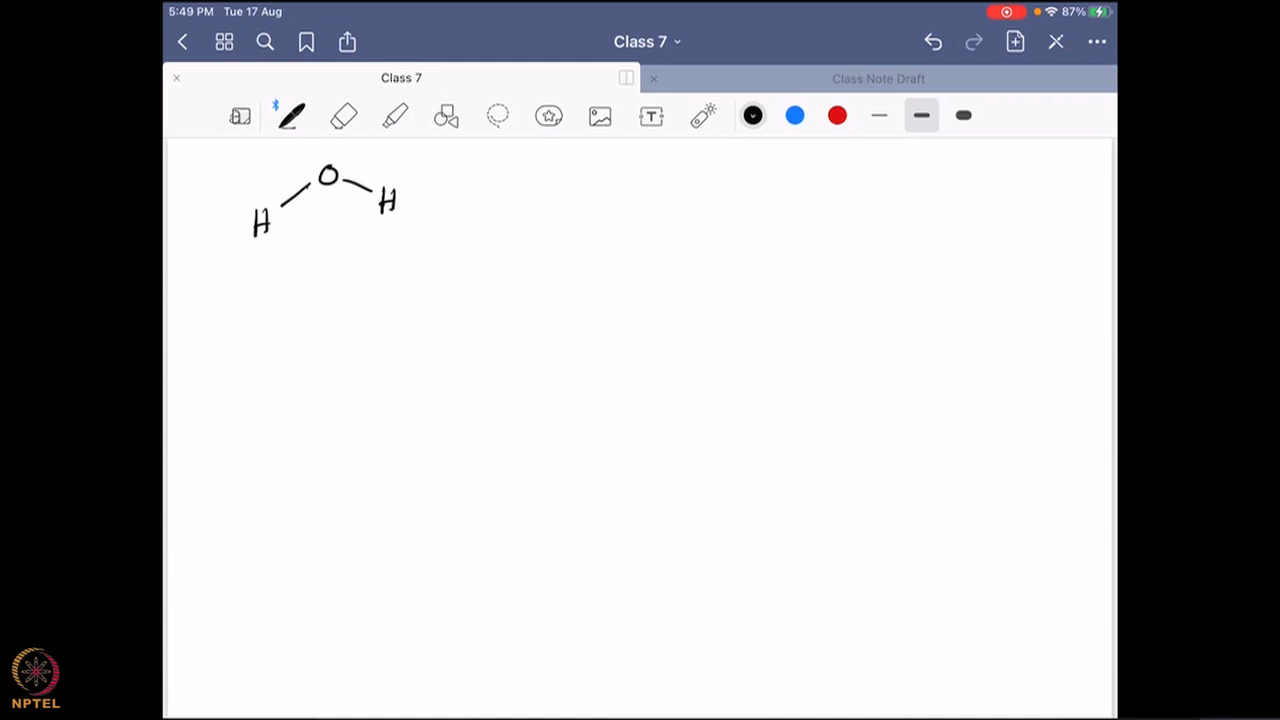 5:49 PM Tue 17 Aug 87%
Class 7
Class 7 Class Note Draft
T
O
H H
NPTEL